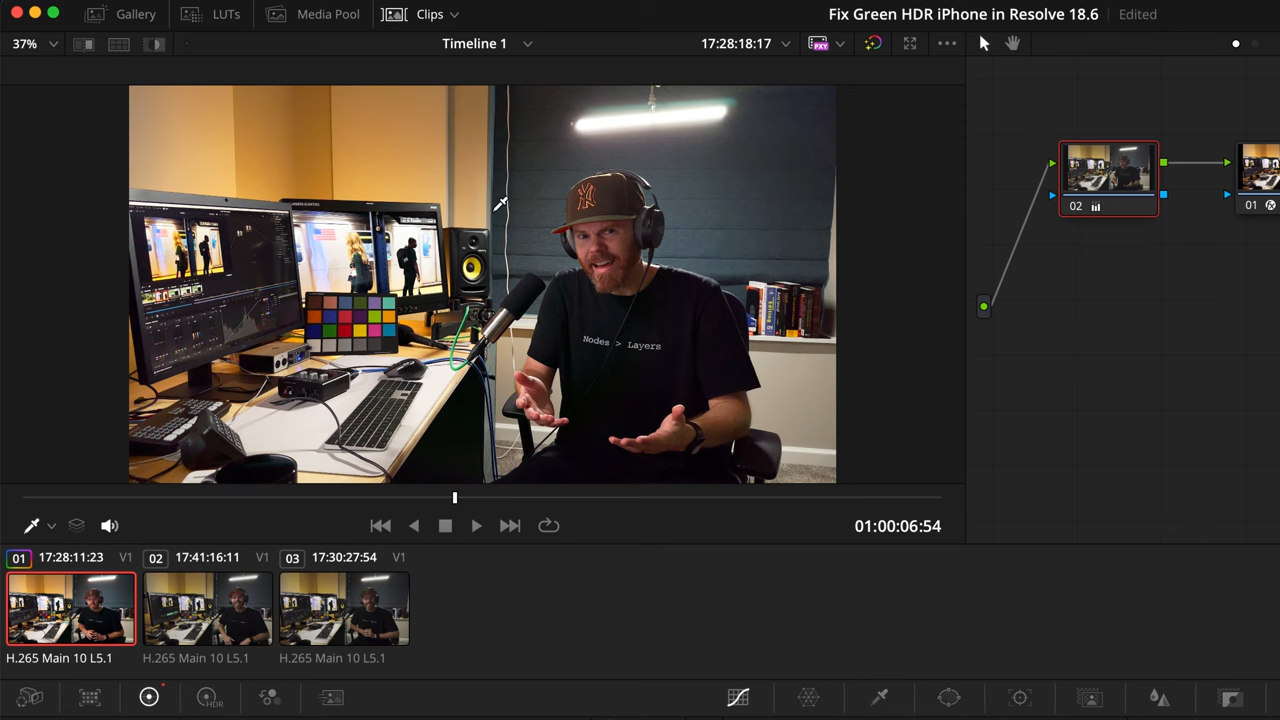 Gallery LUTs Media Pool Clips Fix Green HDR iPhone in Resolve 18.6 Edited
37% Timeline 1 17:28:18:17 PXY
NY
Nodes > Layers
02 01
01:00:06:54
01 17:28:11:23 V1 02 17:41:16:11 V1 03 17:30:27:54 V1
H.265 Main 10 L5.1 H.265 Main 10 L5.1 H.265 Main 10 L5.1
HDR